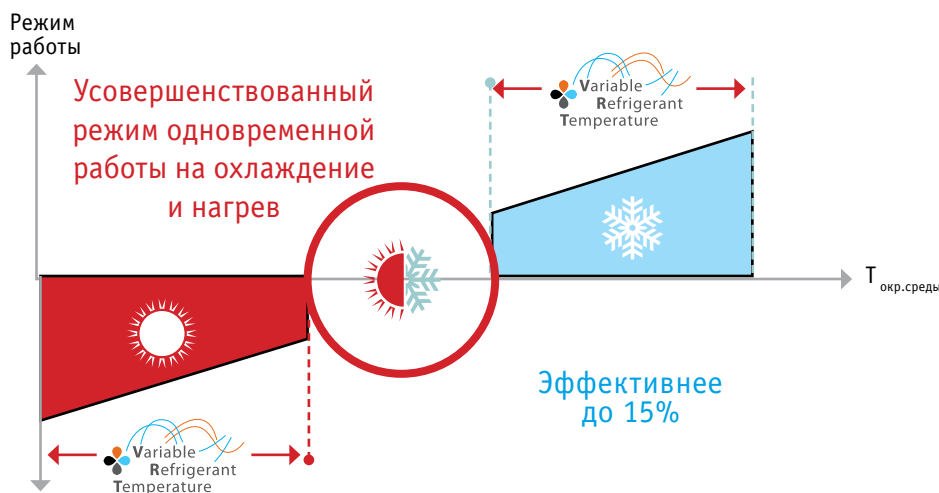 Режим
работы
Усовершенствованный
режим одновременной
работы на охлаждение
и нагрев
Variable
Refrigerant
Temperature
T окр.среды
Эффективнее
до 15%
Variable
Refrigerant
Temperature